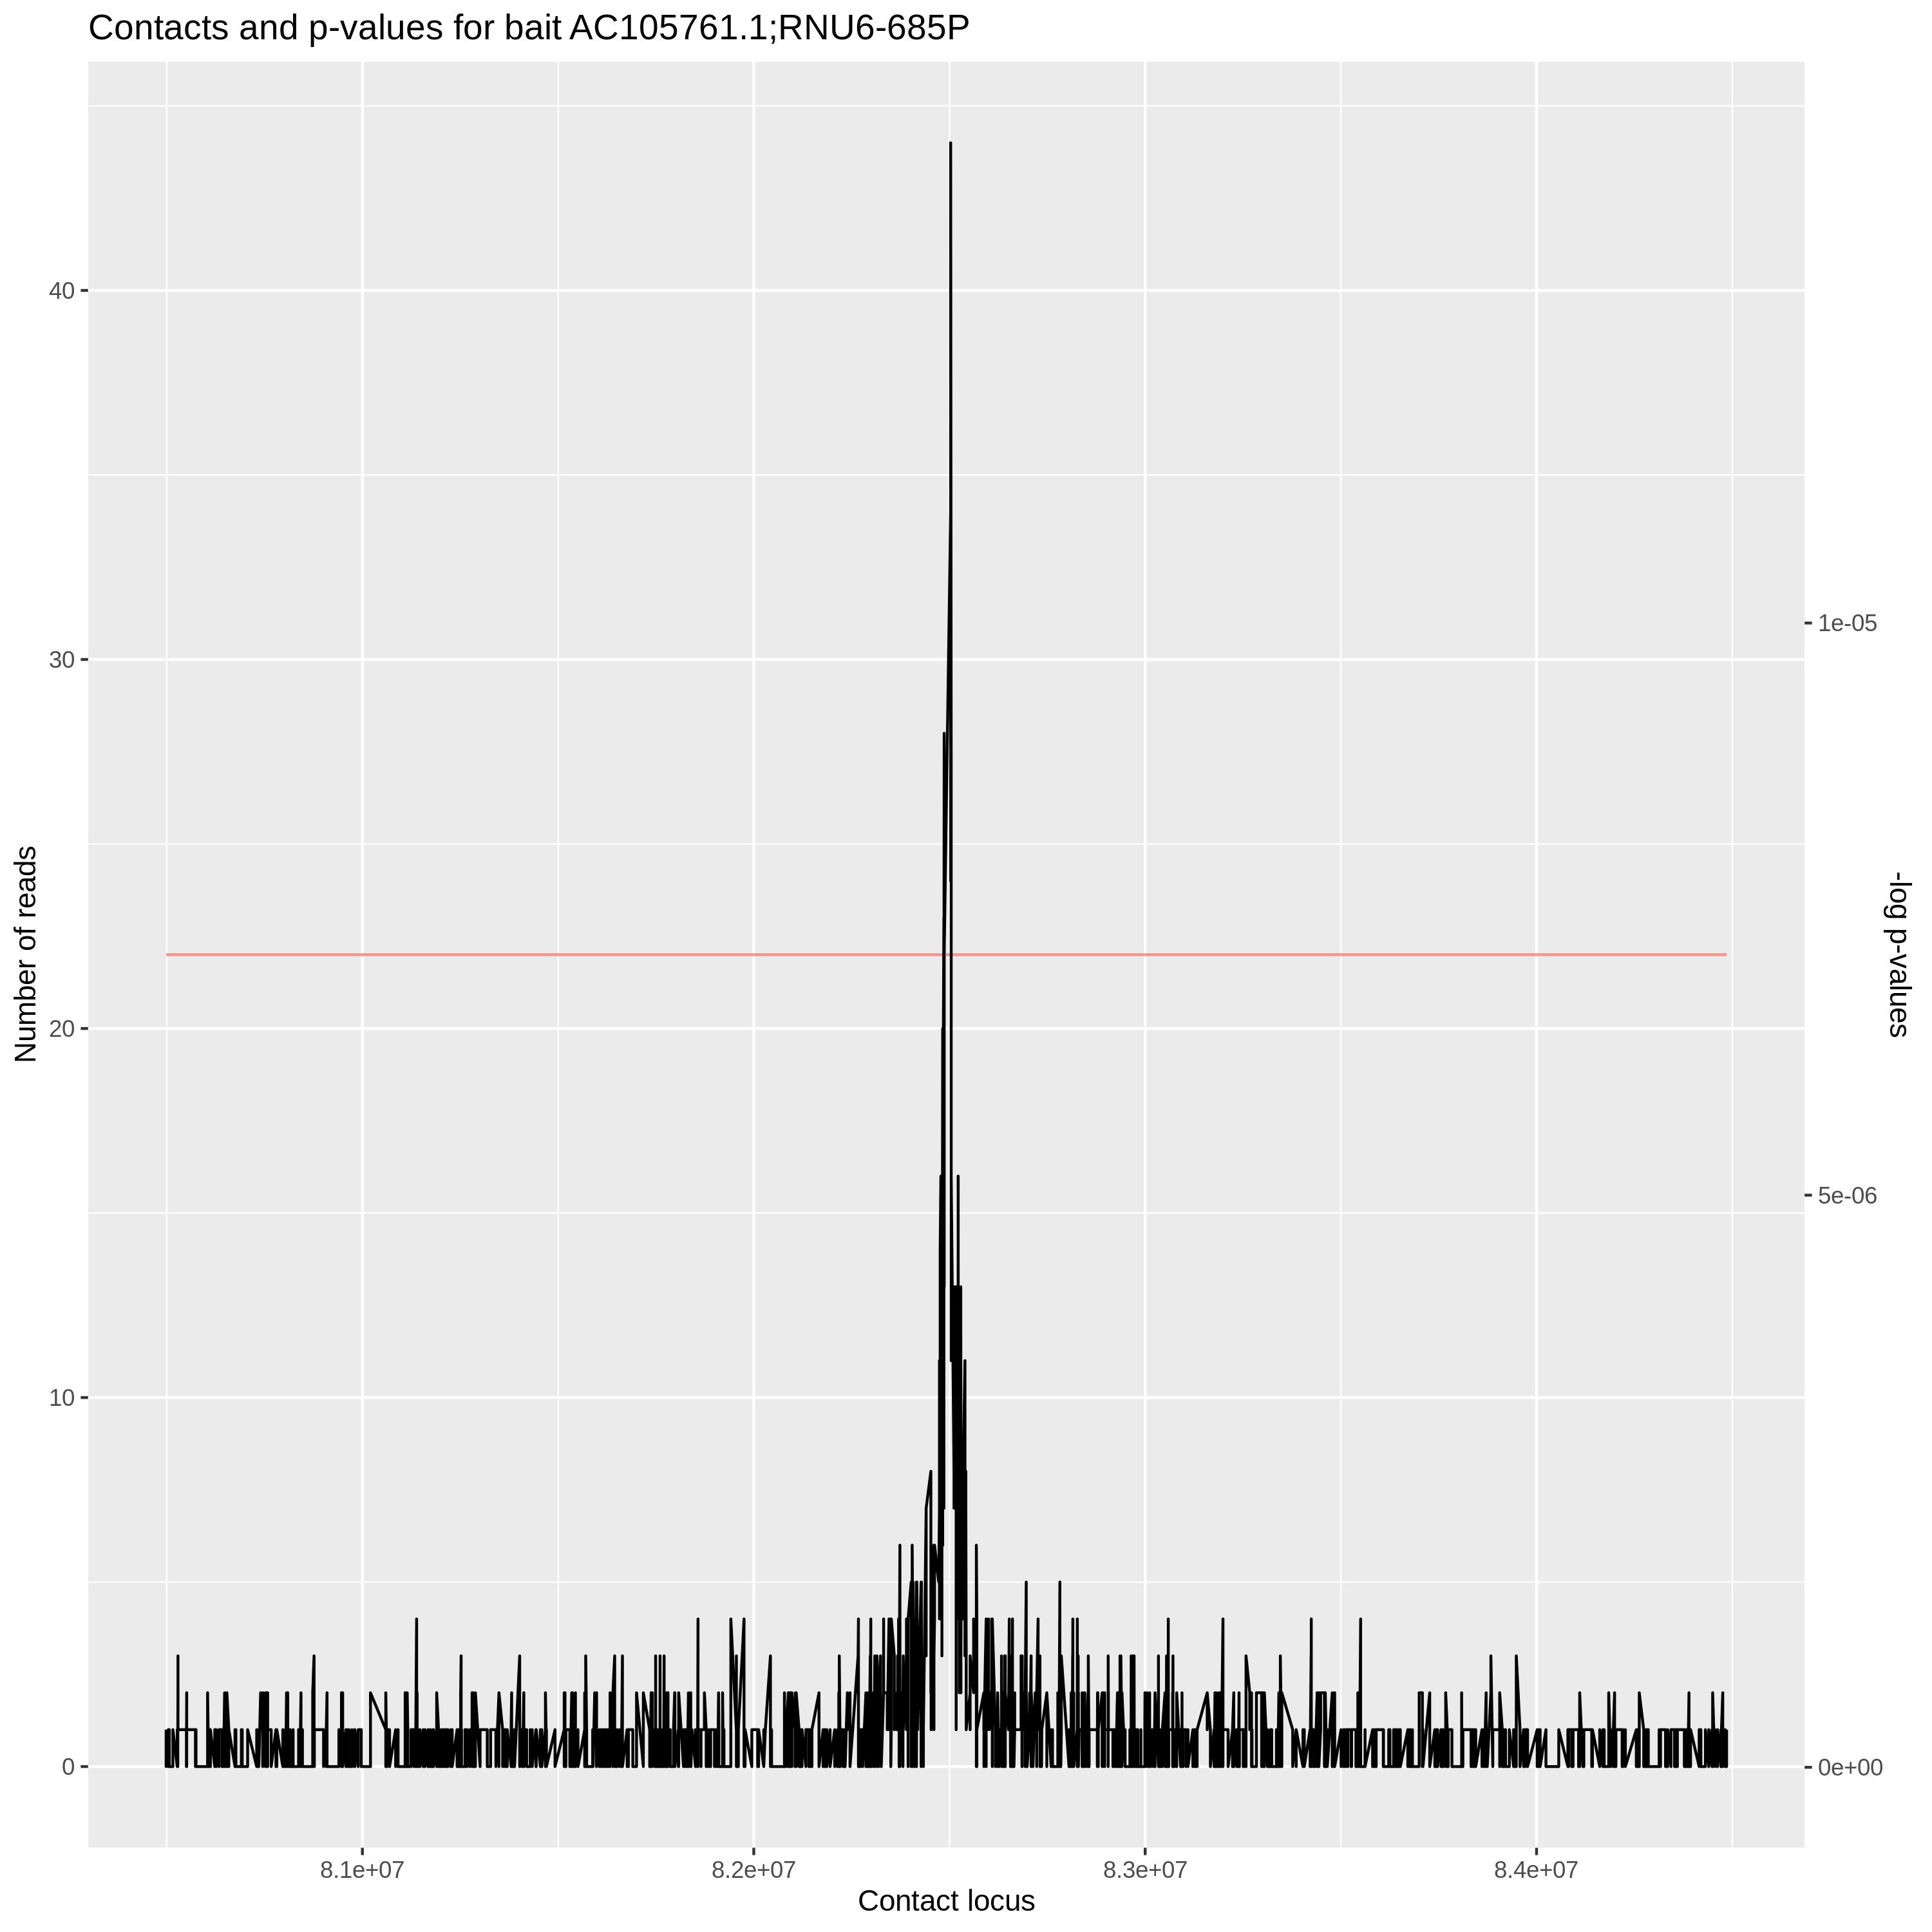 Contacts and p-values for bait AC105761.1;RNU6-685P
40
30
20
10
0
Number of reads
1e-05
5e-06
0e+00
-log p-values
8.1e+07
8.2e+07
8.3e+07
8.4e+07
Contact locus